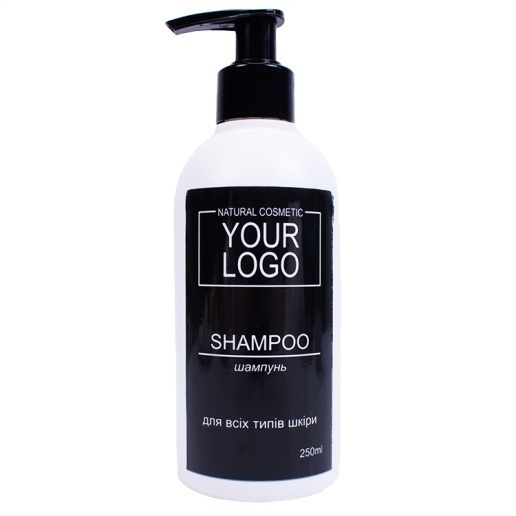 NATURAL COSMETIC
YOUR
LOGO
SHAMPOO
шампунь
для всіх типів шкіри
250ml